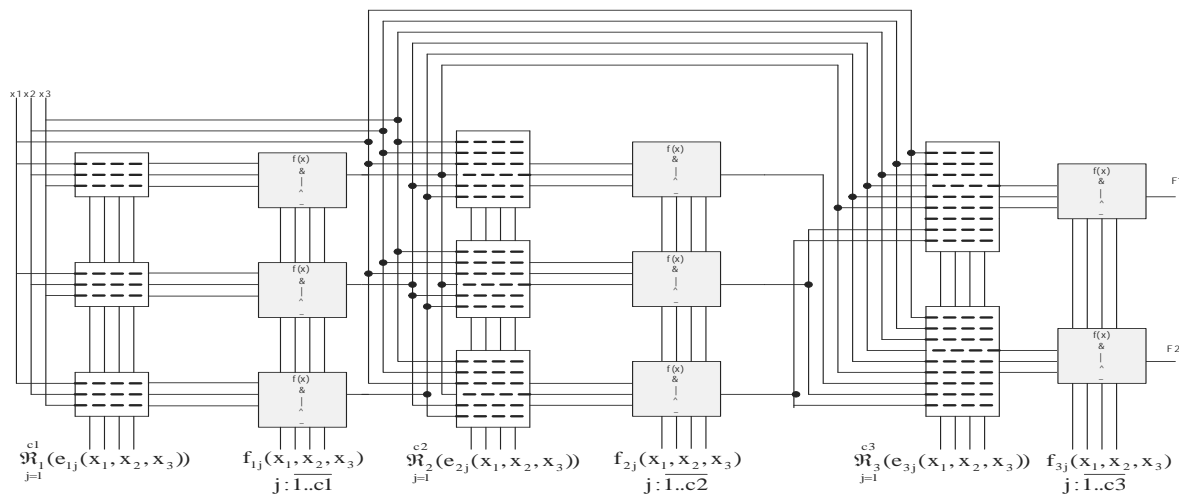 x1 x2 x3
f(x)
&
|
^
_
f(x)
&
|
^
_
f(x)
&
|
^
_
F1
f(x)
&
|
^
_
f(x)
&
|
^
_
f(x)
&
|
^
_
F2
f(x)
&
|
^
_
f(x)
&
|
^
_
c1 ℜ₁ j=1 (e₁ⱼ(x₁, x₂, x₃))
f₁ⱼ(x₁, x₂, x₃)
j : 1..c1
c2 ℜ₂ j=1 (e₂ⱼ(x₁, x₂, x₃))
f₂ⱼ(x₁, x₂, x₃)
j : 1..c2
c3 ℜ₃ j=1 (e₃ⱼ(x₁, x₂, x₃))
f₃ⱼ(x₁, x₂, x₃)
j : 1..c3